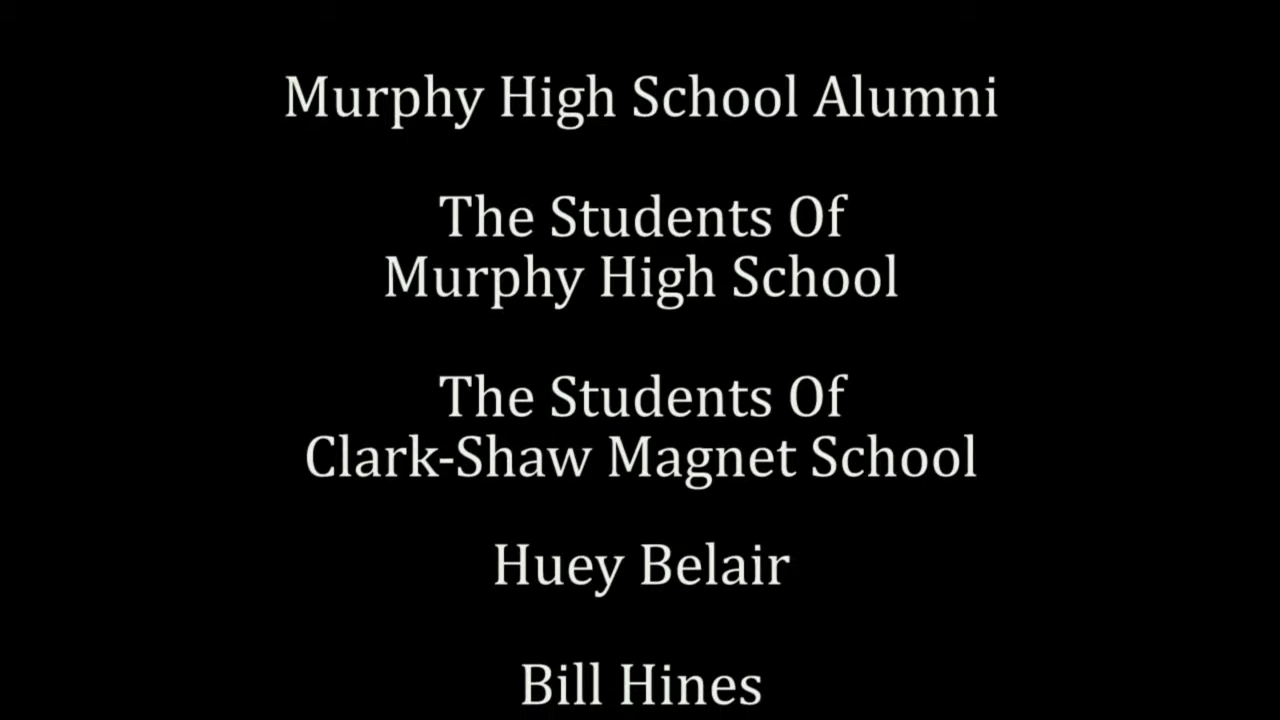 Murphy High School Alumni
The Students Of
Murphy High School
The Students Of
Clark-Shaw Magnet School
Huey Belair
Bill Hines